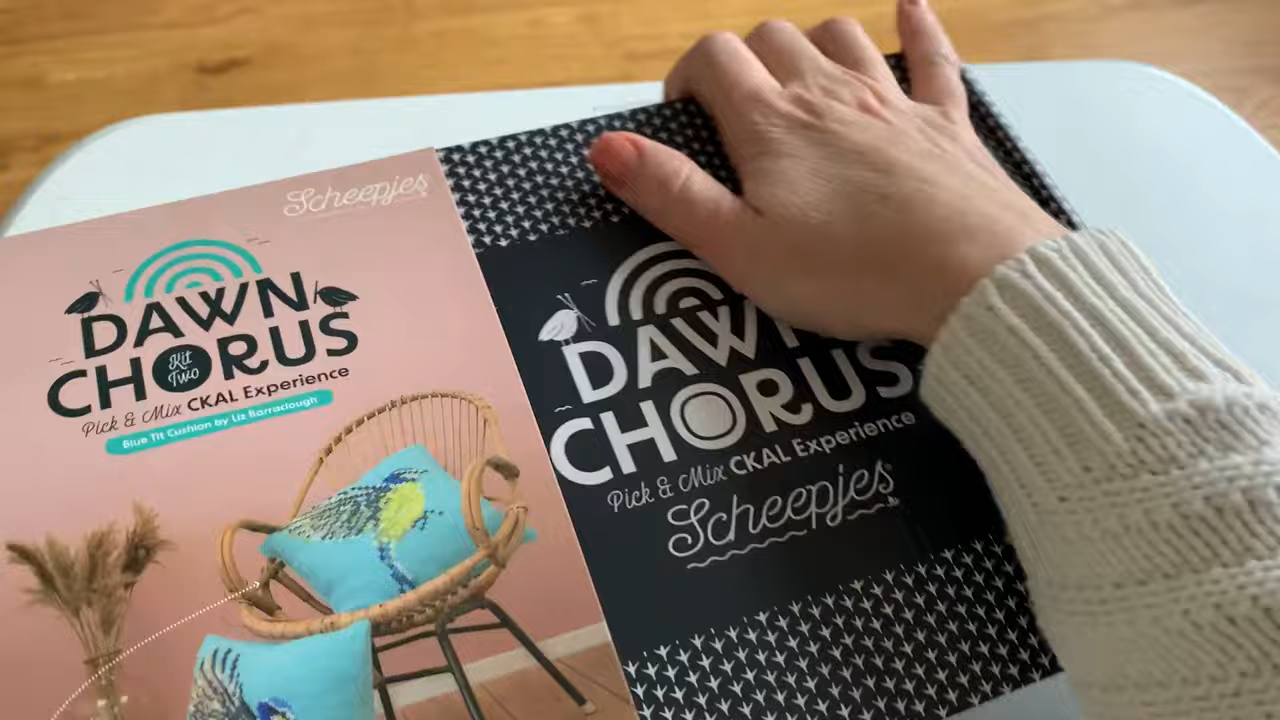 Scheepjes
DAWN
CHORUS
Kit
Two
Pick & Mix CKAL Experience
Blue Tit Cushion by Liz Barraclough
DAWN
CHORUS
Pick & Mix CKAL Experience
Scheepjes